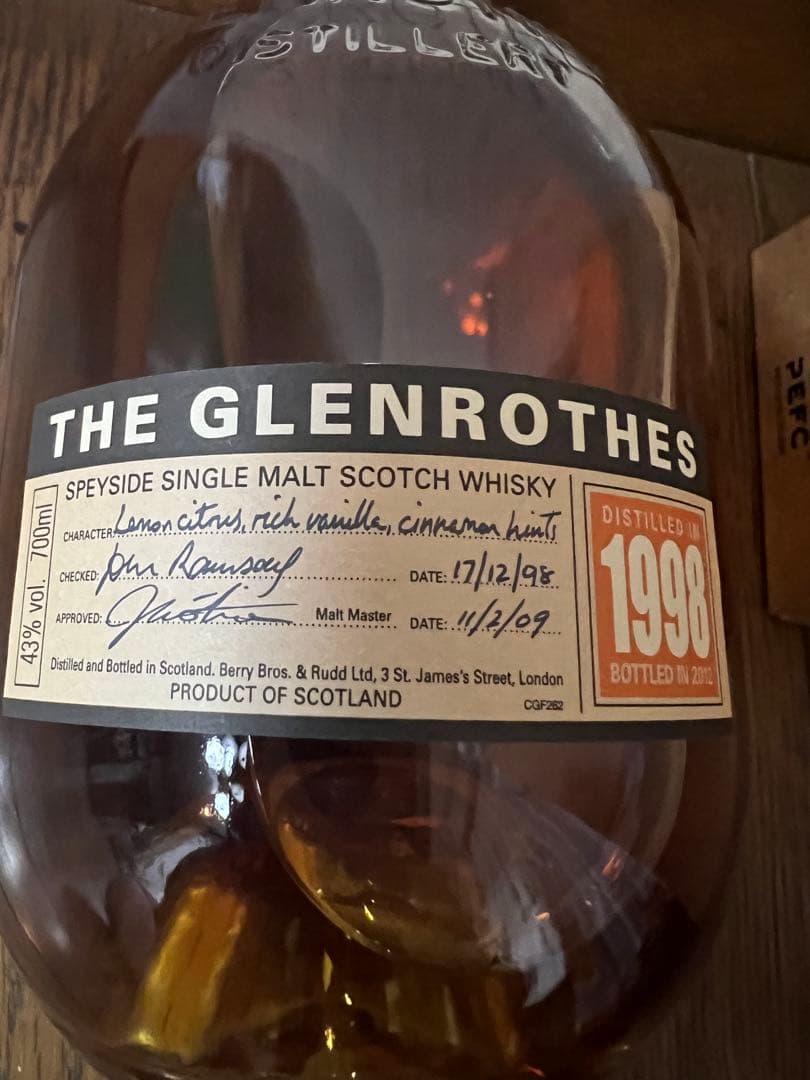 DISTILLERY
THE GLENROTHES
SPEYSIDE SINGLE MALT SCOTCH WHISKY
43% vol. 700ml
CHARACTER Lemon citrus, rich vanilla, cinnamon hints
CHECKED: John Ramsay DATE: 17/12/98
APPROVED: Malt Master DATE: 11/2/09
Distilled and Bottled in Scotland. Berry Bros. & Rudd Ltd, 3 St. James's Street, London
PRODUCT OF SCOTLAND
CGF262
DISTILLED IN
1998
BOTTLED IN 2012
PEFC